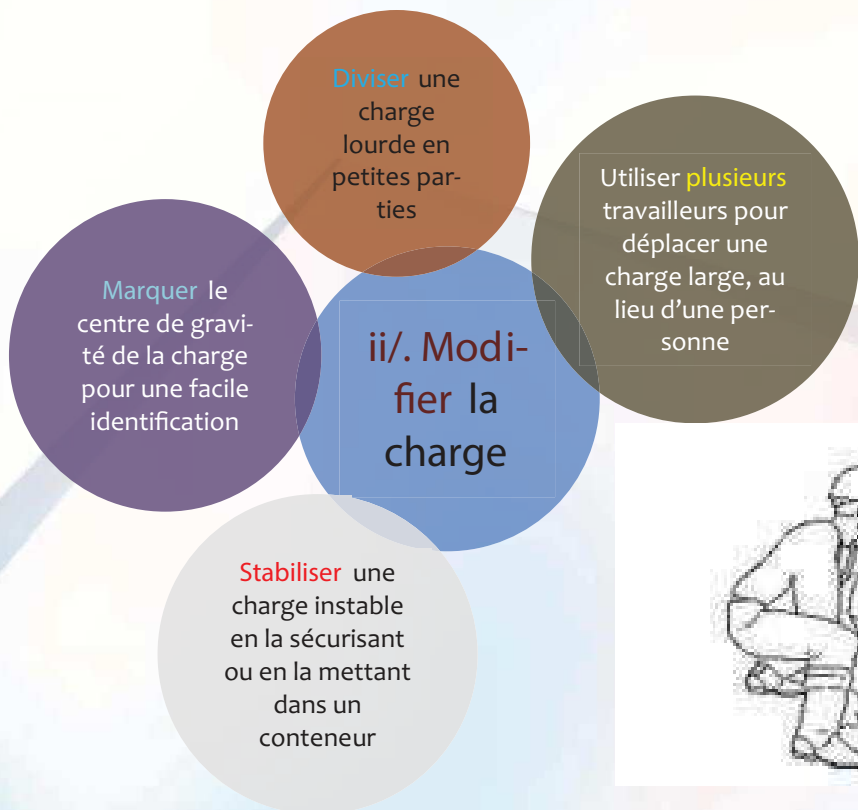 Diviser une
charge
lourde en
petites par-
ties
Utiliser plusieurs
travailleurs pour
déplacer une
charge large, au
lieu d’une per-
sonne
Marquer le
centre de gravi-
té de la charge
pour une facile
identification
ii/. Modi-
fier la
charge
Stabiliser une
charge instable
en la sécurisant
ou en la mettant
dans un
conteneur